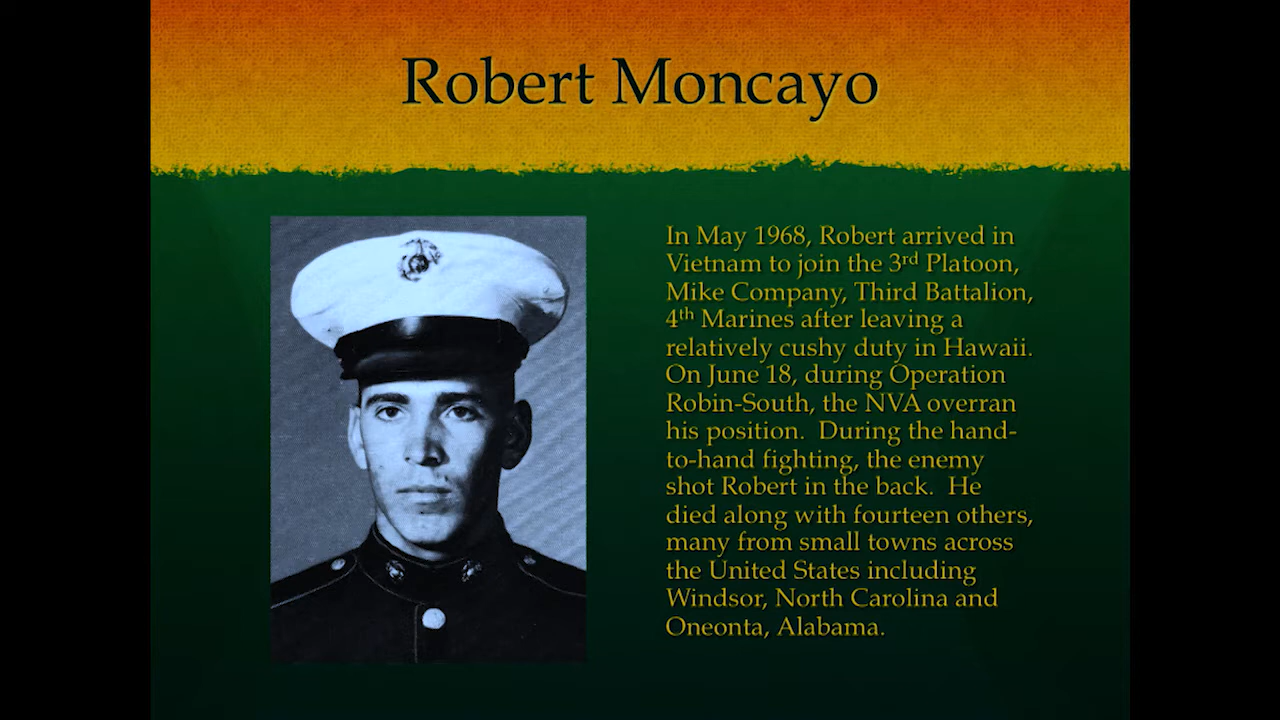 Robert Moncayo
In May 1968, Robert arrived in
Vietnam to join the 3rd Platoon,
Mike Company, Third Battalion,
4th Marines after leaving a
relatively cushy duty in Hawaii.
On June 18, during Operation
Robin-South, the NVA overran
his position.  During the hand-
to-hand fighting, the enemy
shot Robert in the back.  He
died along with fourteen others,
many from small towns across
the United States including
Windsor, North Carolina and
Oneonta, Alabama.